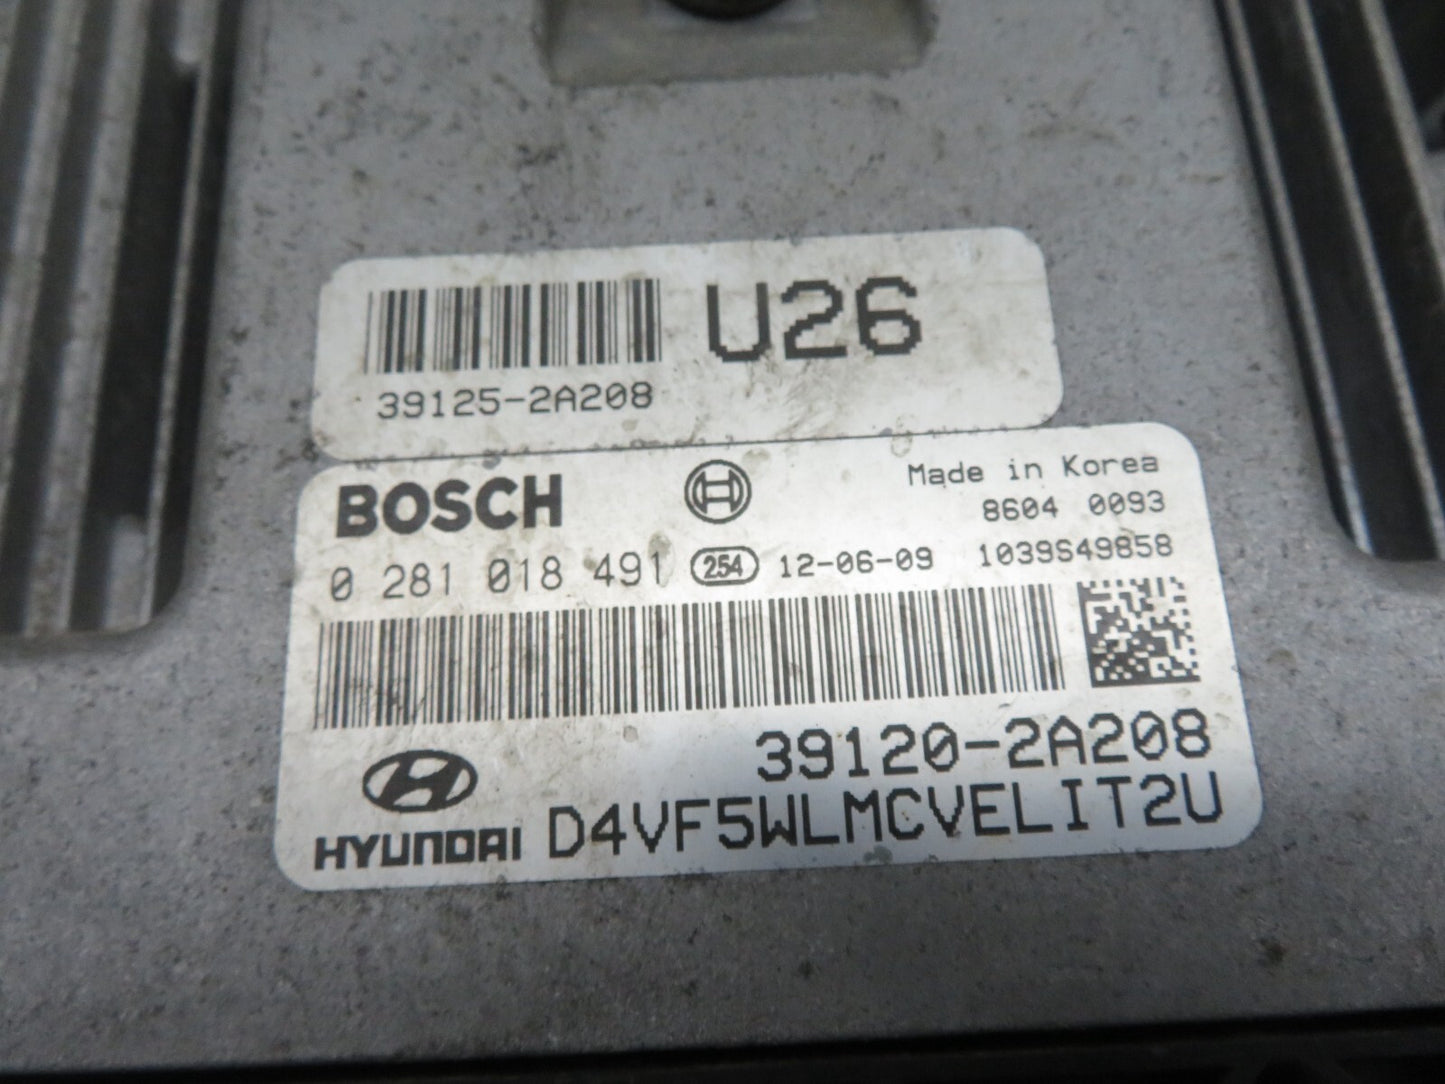 U26
39125-2A208
BOSCH
Made in Korea
8604 0093
0 281 018 491 254 12-06-09 1039S49858
39120-2A208
HYUNDAI D4VF5WLMCVELIT2U